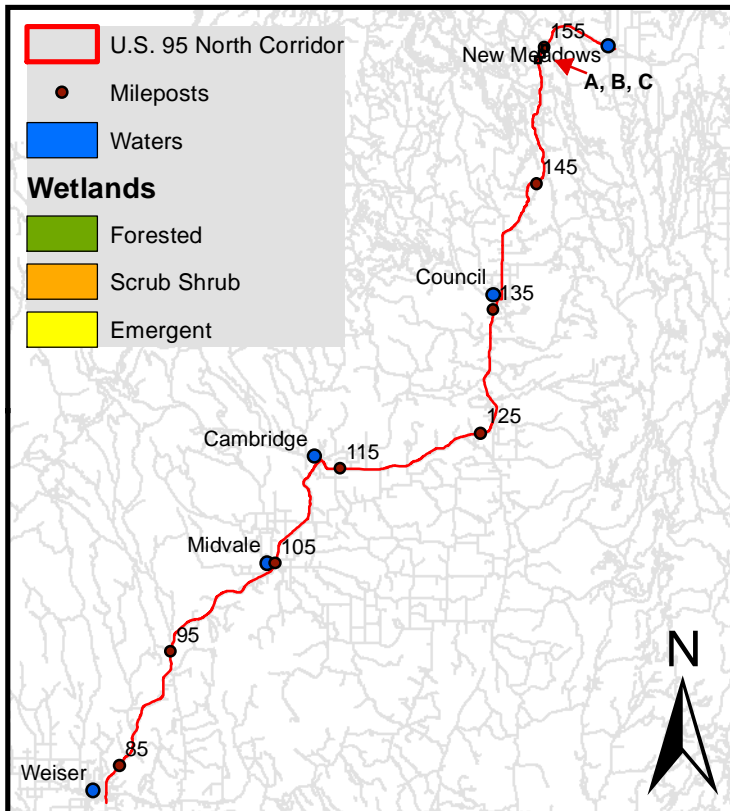 U.S. 95 North Corridor
Mileposts
Waters
Wetlands
Forested
Scrub Shrub
Emergent
155
New Meadows
A, B, C
145
Council
135
125
Cambridge
115
Midvale
105
95
N
85
Weiser